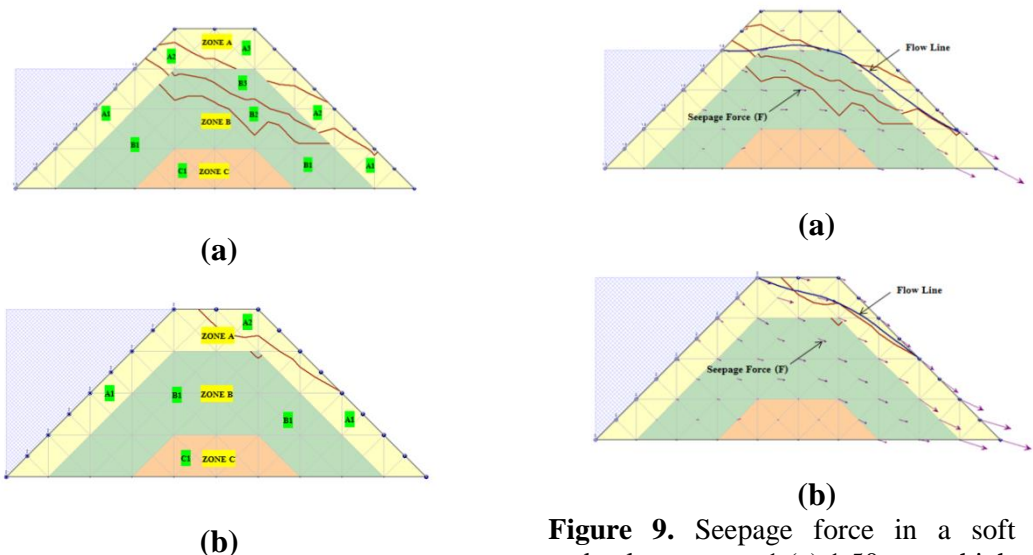 ZONE A
A2
A3
B3
A1
B2
A2
ZONE B
B1
B1
A1
C1
ZONE C
(a)
A2
ZONE A
A1
B1
ZONE B
B1
A1
C1
ZONE C
(b)
Flow Line
Seepage Force (F)
(a)
Flow Line
Seepage Force (F)
(b)
Figure 9. Seepage force in a soft